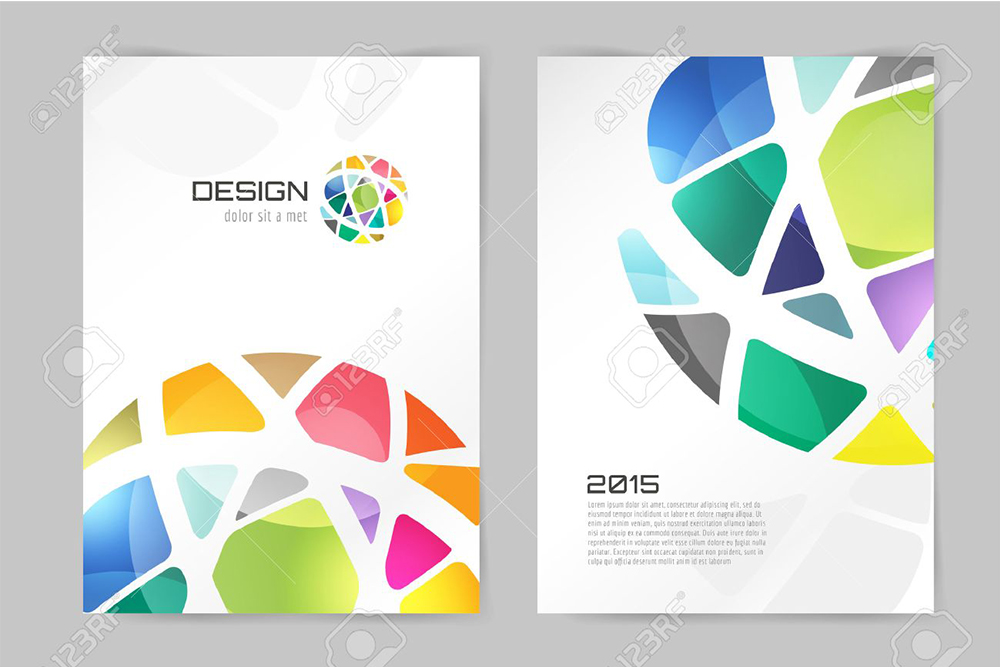 DESIGN
dolor sit a met
2015
Lorem ipsum dolor sit amet, consectetur adipiscing
elit, sed do eiusmod tempor incididunt ut labore et
dolore magna aliqua. Ut enim ad minim veniam, quis
nostrud exercitation ullamco laboris nisi ut aliquip ex
ea commodo consequat. Duis aute irure dolor in
reprehenderit in voluptate velit esse cillum dolore eu
fugiat nulla pariatur. Excepteur sint occaecat cupidatat
non proident, sunt in culpa qui officia deserunt mollit
anim id est laborum
123RF